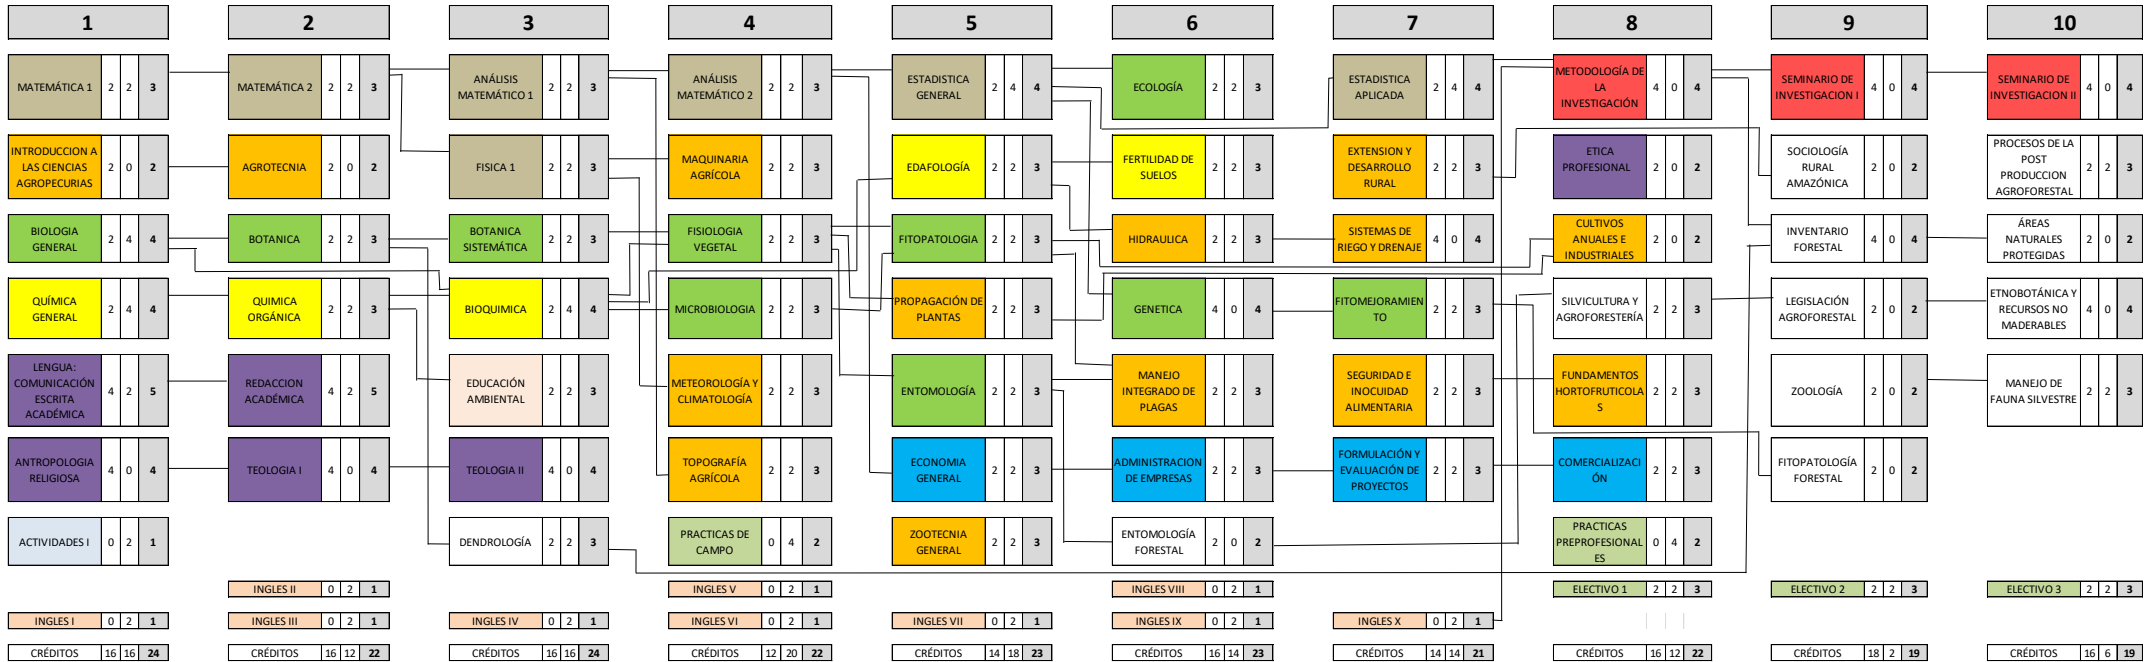 1 2 3 4 5 6 7 8 9 10
MATEMÁTICA 1 2 2 3
MATEMÁTICA 2 2 2 3
ANÁLISIS
MATEMÁTICO 1 2 2 3
ANÁLISIS
MATEMÁTICO 2 2 2 3
ESTADISTICA
GENERAL 2 4 4
ECOLOGÍA 2 2 3
ESTADISTICA
APLICADA 2 4 4
METODOLOGÍA DE
LA
INVESTIGACIÓN 4 0 4
SEMINARIO DE
INVESTIGACION I 4 0 4
SEMINARIO DE
INVESTIGACION II 4 0 4
INTRODUCCION A
LAS CIENCIAS
AGROPECURIAS 2 0 2
AGROTECNIA 2 0 2
FISICA 1 2 2 3
MAQUINARIA
AGRÍCOLA 2 2 3
EDAFOLOGÍA 2 2 3
FERTILIDAD DE
SUELOS 2 2 3
EXTENSION Y
DESARROLLO
RURAL 2 2 3
ETICA
PROFESIONAL 2 0 2
SOCIOLOGÍA
RURAL
AMAZÓNICA 2 0 2
PROCESOS DE LA
POST
PRODUCCION
AGROFORESTAL 2 2 3
BIOLOGIA
GENERAL 2 4 4
BOTANICA 2 2 3
BOTANICA
SISTEMÁTICA 2 2 3
FISIOLOGIA
VEGETAL 2 2 3
FITOPATOLOGIA 2 2 3
HIDRAULICA 2 2 3
SISTEMAS DE
RIEGO Y DRENAJE 4 0 4
CULTIVOS
ANUALES E
INDUSTRIALES 2 0 2
INVENTARIO
FORESTAL 4 0 4
ÁREAS
NATURALES
PROTEGIDAS 2 0 2
QUÍMICA
GENERAL 2 4 4
QUIMICA
ORGÁNICA 2 2 3
BIOQUIMICA 2 4 4
MICROBIOLOGIA 2 2 3
PROPAGACIÓN DE
PLANTAS 2 2 3
GENETICA 4 0 4
FITOMEJORAMIEN
TO 2 2 3
SILVICULTURA Y
AGROFORESTERÍA 2 2 3
LEGISLACIÓN
AGROFORESTAL 2 0 2
ETNOBOTÁNICA Y
RECURSOS NO
MADERABLES 4 0 4
LENGUA:
COMUNICACIÓN
ESCRITA
ACADÉMICA 4 2 5
REDACCION
ACADÉMICA 4 2 5
EDUCACIÓN
AMBIENTAL 2 2 3
METEOROLOGÍA Y
CLIMATOLOGÍA 2 2 3
ENTOMOLOGÍA 2 2 3
MANEJO
INTEGRADO DE
PLAGAS 2 2 3
SEGURIDAD E
INOCUIDAD
ALIMENTARIA 2 2 3
FUNDAMENTOS
HORTOFRUTICOLA
S 2 2 3
ZOOLOGÍA 2 0 2
MANEJO DE
FAUNA SILVESTRE 2 2 3
ANTROPOLOGIA
RELIGIOSA 4 0 4
TEOLOGIA I 4 0 4
TEOLOGIA II 4 0 4
TOPOGRAFÍA
AGRÍCOLA 2 2 3
ECONOMIA
GENERAL 2 2 3
ADMINISTRACION
DE EMPRESAS 2 2 3
FORMULACIÓN Y
EVALUACIÓN DE
PROYECTOS 2 2 3
COMERCIALIZACI
ÓN 2 2 3
FITOPATOLOGÍA
FORESTAL 2 0 2
ACTIVIDADES I 0 2 1
DENDROLOGÍA 2 2 3
PRACTICAS DE
CAMPO 0 4 2
ZOOTECNIA
GENERAL 2 2 3
ENTOMOLOGÍA
FORESTAL 2 0 2
PRACTICAS
PREPROFESIONAL
ES 0 4 2
INGLES II 0 2 1
INGLES V 0 2 1
INGLES VIII 0 2 1
ELECTIVO 1 2 2 3
ELECTIVO 2 2 2 3
ELECTIVO 3 2 2 3
INGLES I 0 2 1
INGLES III 0 2 1
INGLES IV 0 2 1
INGLES VI 0 2 1
INGLES VII 0 2 1
INGLES IX 0 2 1
INGLES X 0 2 1
CRÉDITOS 16 16 24
CRÉDITOS 16 12 22
CRÉDITOS 16 16 24
CRÉDITOS 12 20 22
CRÉDITOS 14 18 23
CRÉDITOS 16 14 23
CRÉDITOS 14 14 21
CRÉDITOS 16 12 22
CRÉDITOS 18 2 19
CRÉDITOS 16 6 19